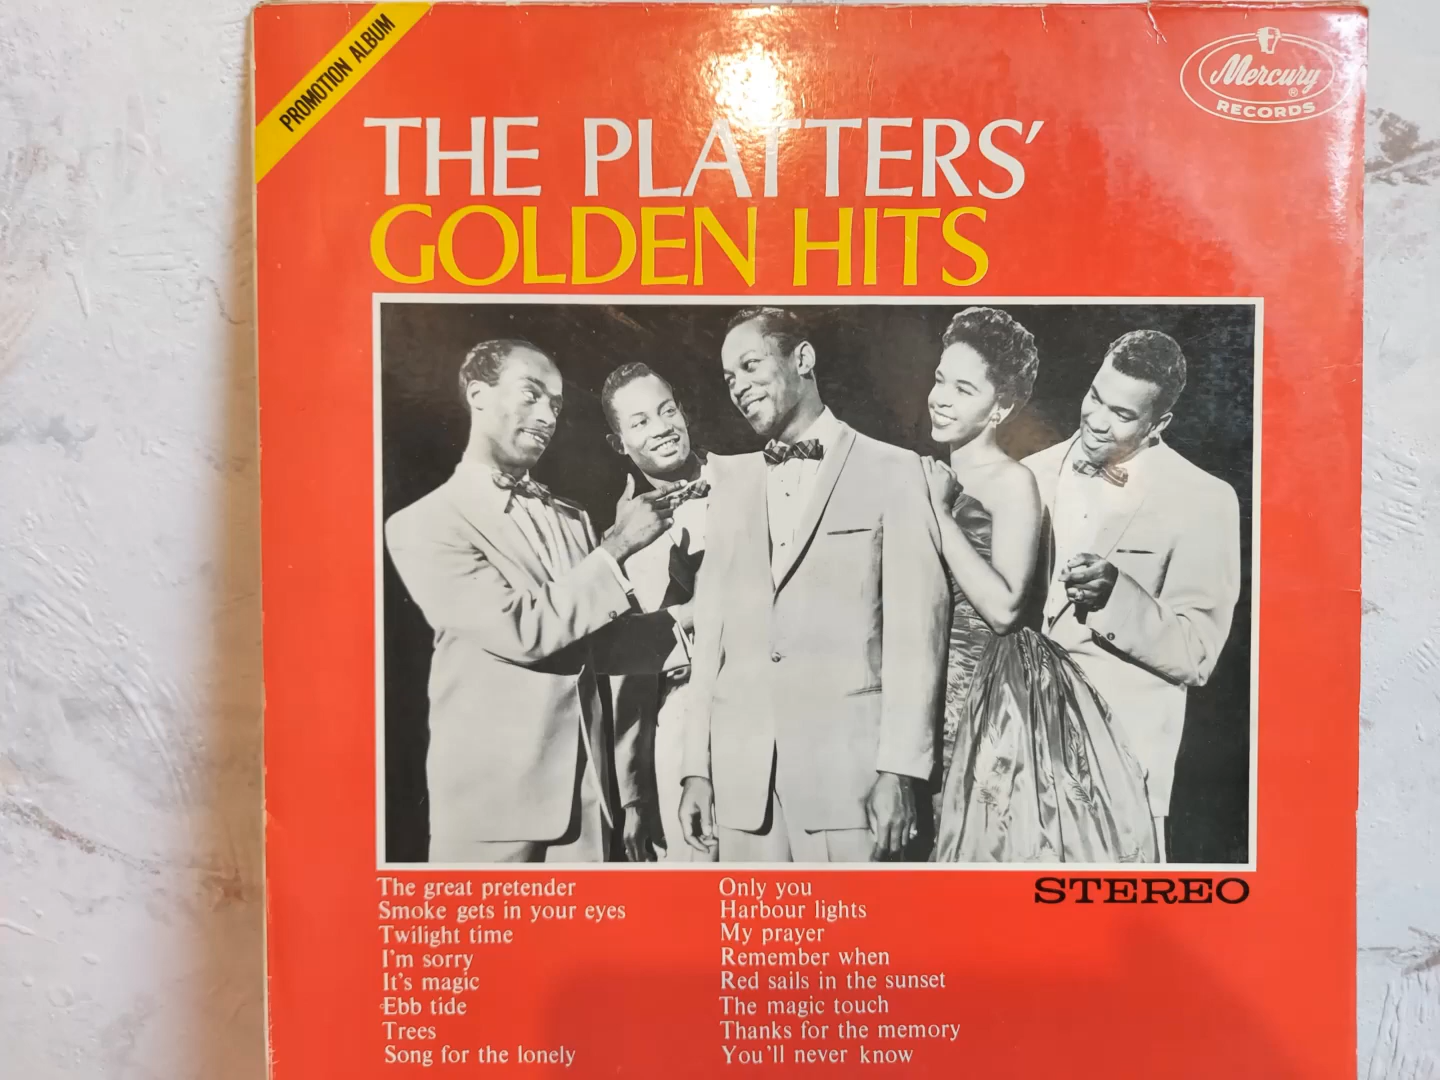 PROMOTION ALBUM
Mercury
®
RECORDS
THE PLATTERS'
GOLDEN HITS
STEREO
The great pretender
Smoke gets in your eyes
Twilight time
I'm sorry
It's magic
Ebb tide
Trees
Song for the lonely
Only you
Harbour lights
My prayer
Remember when
Red sails in the sunset
The magic touch
Thanks for the memory
You'll never know